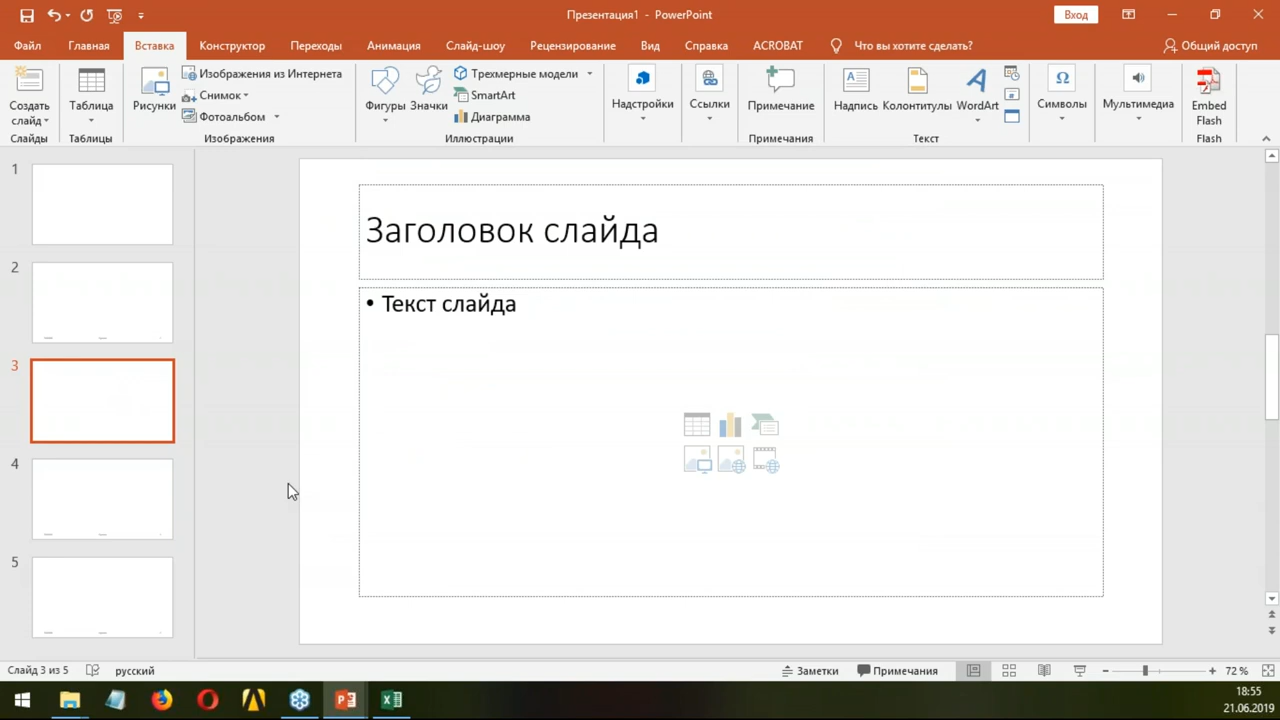 Презентация1 - PowerPoint
Вход
Файл Главная Вставка Конструктор Переходы Анимация Слайд-шоу Рецензирование Вид Справка ACROBAT Что вы хотите сделать? Общий доступ
Создать слайд
Слайды
Таблица
Таблицы
Рисунки
Изображения из Интернета
Снимок
Фотоальбом
Изображения
Фигуры
Значки
Трехмерные модели
SmartArt
Диаграмма
Иллюстрации
Надстройки
Ссылки
Примечание
Примечания
Надпись
Колонтитулы
WordArt
Текст
Символы
Мультимедиа
Embed Flash
Flash
1
2
3
4
5
Заголовок слайда
• Текст слайда
Слайд 3 из 5 русский Заметки Примечания 72 %
18:55
21.06.2019